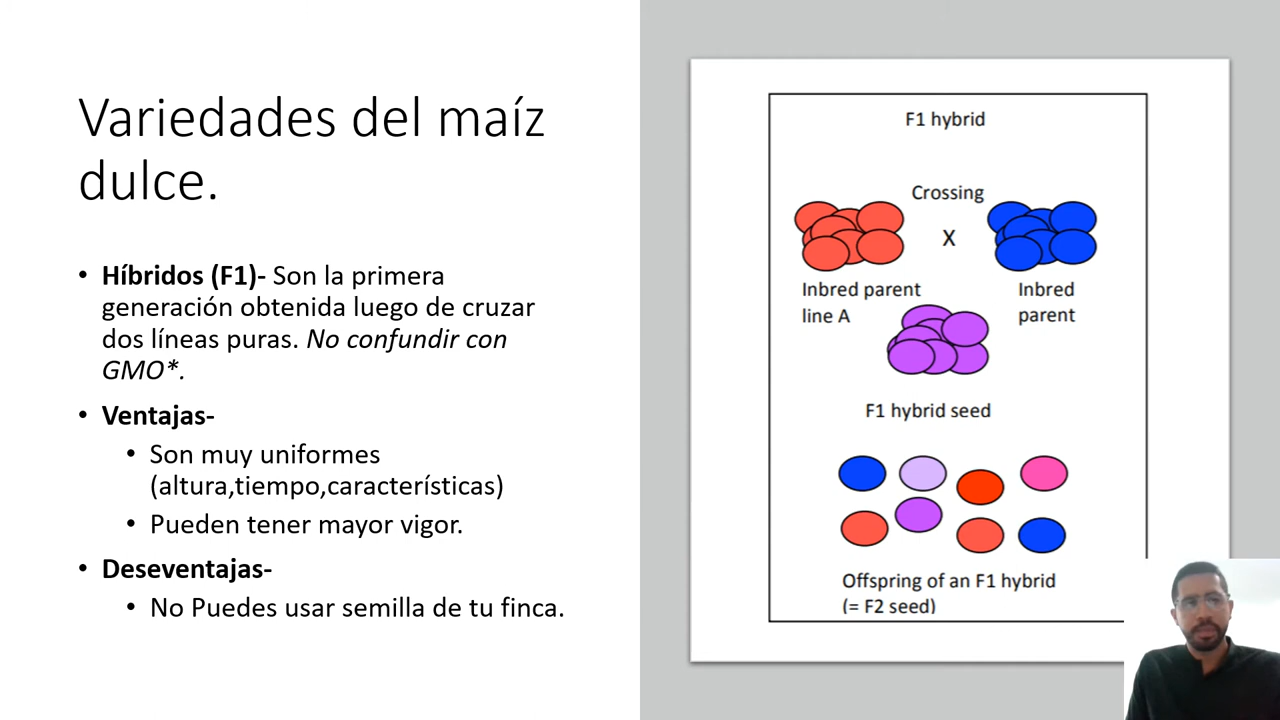 Variedades del maíz
dulce.
• Híbridos (F1)- Son la primera
generación obtenida luego de cruzar
dos líneas puras. No confundir con
GMO*.
• Ventajas-
• Son muy uniformes
(altura,tiempo,características)
• Pueden tener mayor vigor.
• Deseventajas-
• No Puedes usar semilla de tu finca.
F1 hybrid
Crossing
X
Inbred parent
line A
Inbred
parent
F1 hybrid seed
Offspring of an F1 hybrid
(= F2 seed)